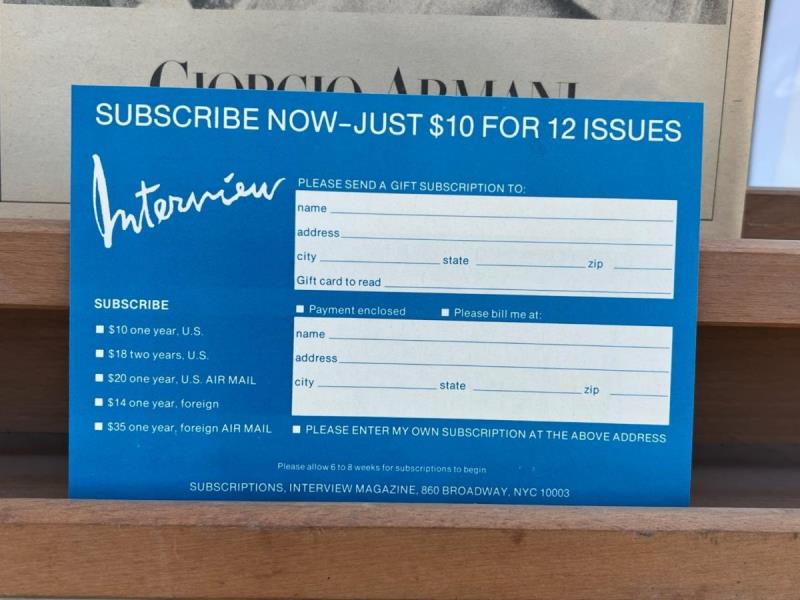 GIORGIO ARMANI
SUBSCRIBE NOW–JUST $10 FOR 12 ISSUES
Interview
PLEASE SEND A GIFT SUBSCRIPTION TO:
name
address
city state zip
Gift card to read
SUBSCRIBE
$10 one year, U.S.
$18 two years, U.S.
$20 one year, U.S. AIR MAIL
$14 one year, foreign
$35 one year, foreign AIR MAIL
Payment enclosed Please bill me at:
name
address
city state zip
PLEASE ENTER MY OWN SUBSCRIPTION AT THE ABOVE ADDRESS
Please allow 6 to 8 weeks for subscriptions to begin
SUBSCRIPTIONS, INTERVIEW MAGAZINE, 860 BROADWAY, NYC 10003